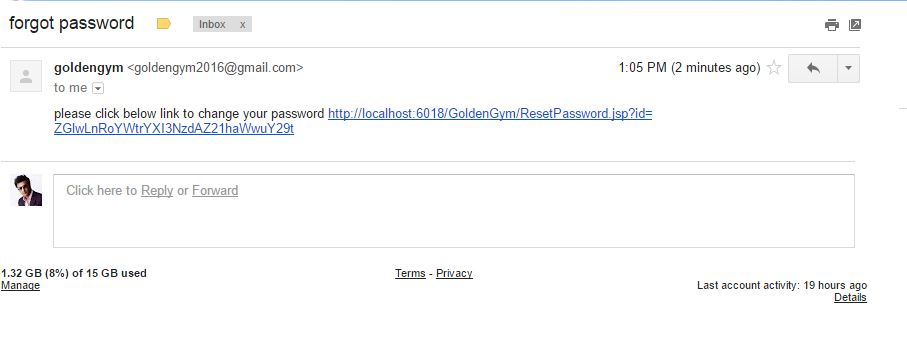 forgot password Inbox x
goldengym <goldengym2016@gmail.com> 1:05 PM (2 minutes ago)
to me
please click below link to change your password http://localhost:6018/GoldenGym/ResetPassword.jsp?id=
ZGlwLnRoYWtrYXI3NzdAZ21haWwuY29t
Click here to Reply or Forward
1.32 GB (8%) of 15 GB used Terms - Privacy
Manage Last account activity: 19 hours ago
Details